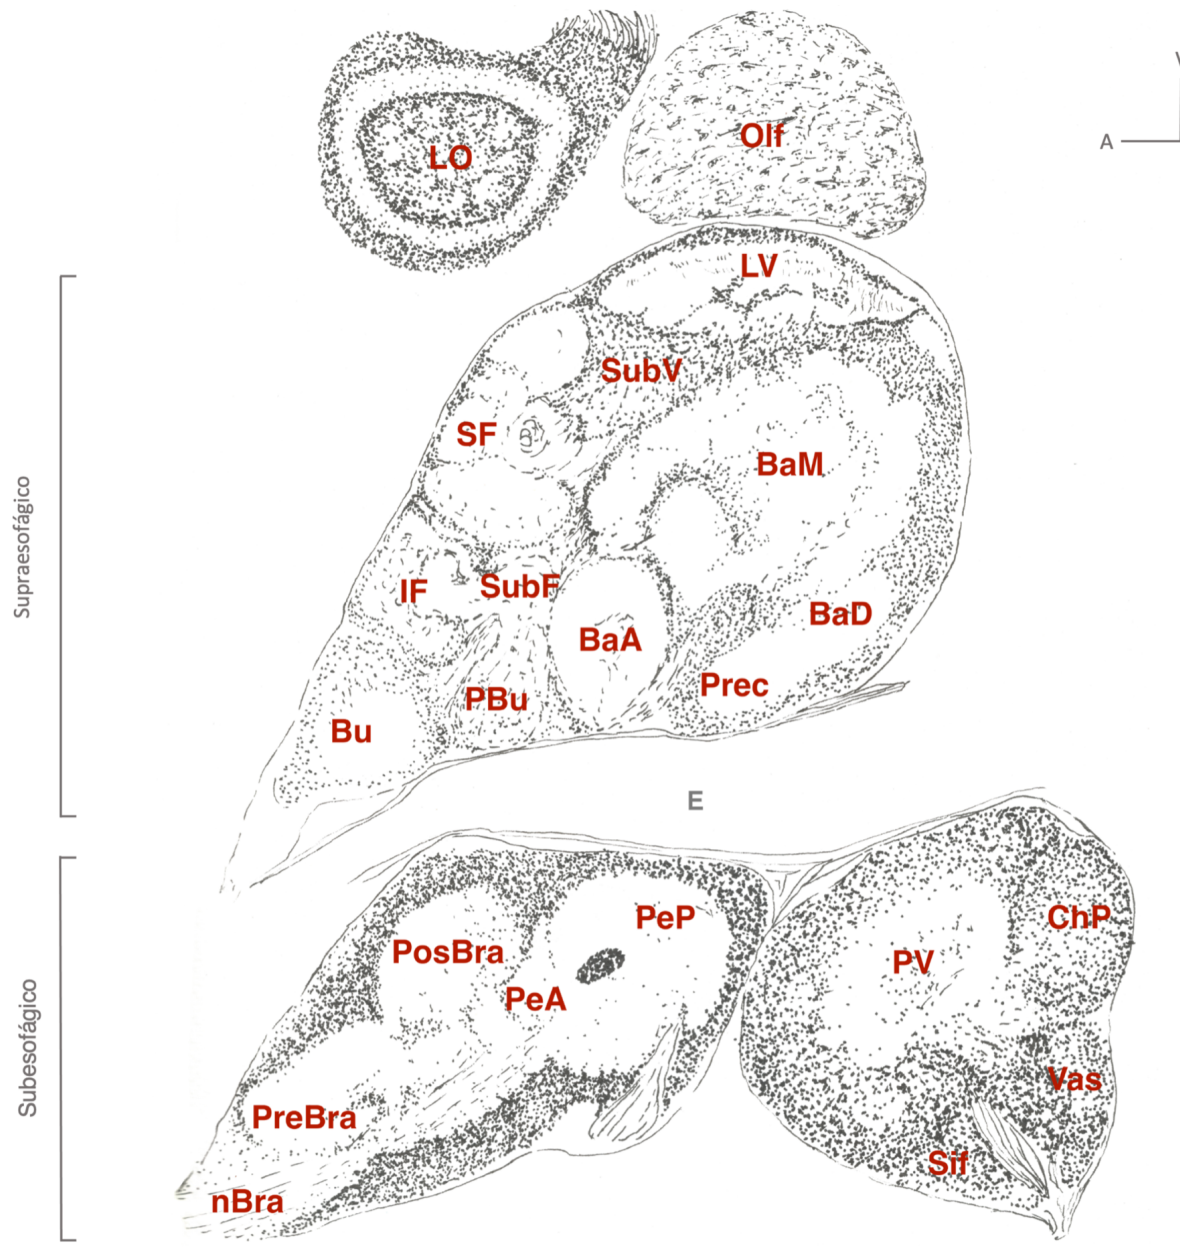 LO
Olf
A
LV
SubV
SF
BaM
IF
SubF
BaD
BaA
Prec
PBu
Bu
Supraesofágico
E
PeP
ChP
PosBra
PV
PeA
Vas
PreBra
Sif
nBra
Subesofágico